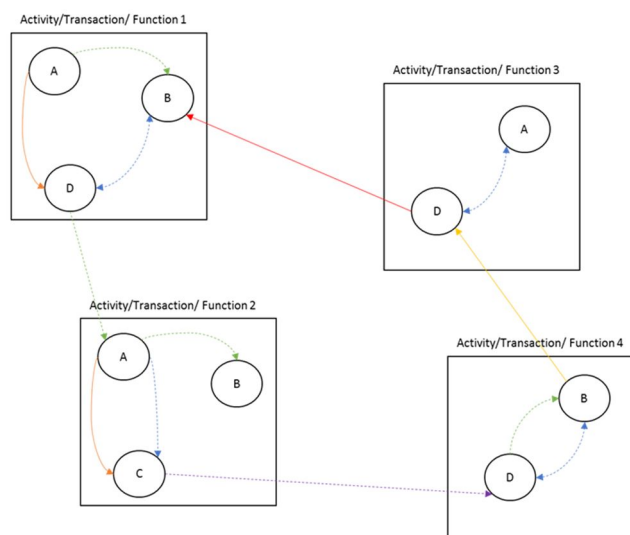 Activity/Transaction/ Function 1
A
B
D
Activity/Transaction/ Function 3
A
D
Activity/Transaction/ Function 2
A
B
C
Activity/Transaction/ Function 4
B
D